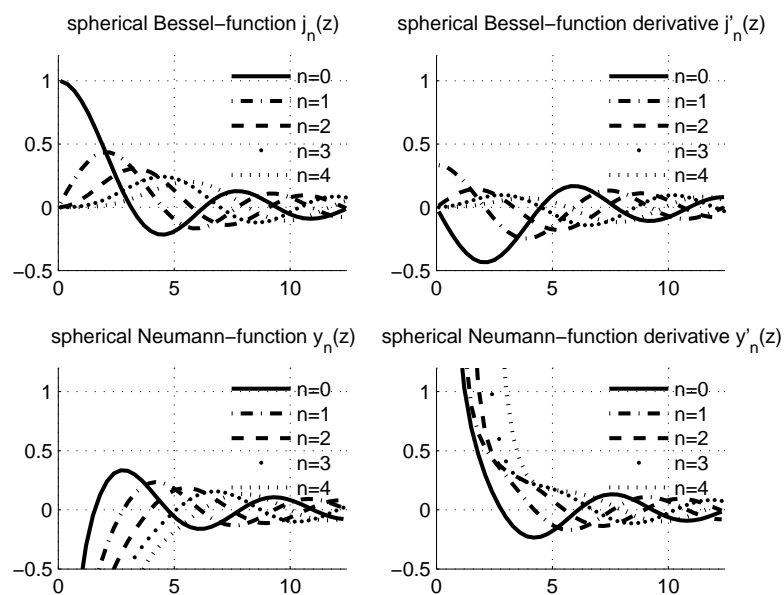 spherical Bessel−function j_n(z)
1
0.5
0
−0.5
0 5 10
n=0
n=1
n=2
n=3
n=4
spherical Bessel−function derivative j'_n(z)
1
0.5
0
−0.5
0 5 10
n=0
n=1
n=2
n=3
n=4
spherical Neumann−function y_n(z)
1
0.5
0
−0.5
0 5 10
n=0
n=1
n=2
n=3
n=4
spherical Neumann−function derivative y'_n(z)
1
0.5
0
−0.5
0 5 10
n=0
n=1
n=2
n=3
n=4